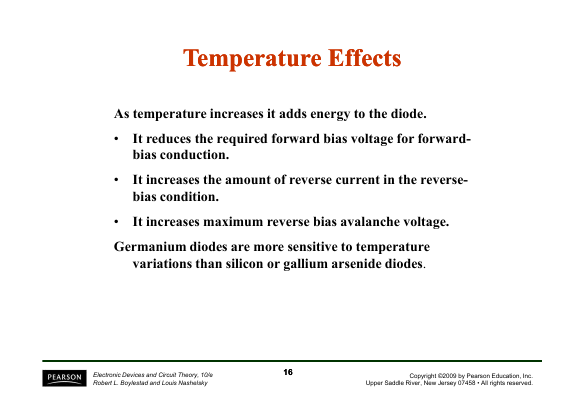 Temperature Effects
As temperature increases it adds energy to the diode.
• It reduces the required forward bias voltage for forward-
bias conduction.
• It increases the amount of reverse current in the reverse-
bias condition.
• It increases maximum reverse bias avalanche voltage.
Germanium diodes are more sensitive to temperature
variations than silicon or gallium arsenide diodes.
PEARSON
Electronic Devices and Circuit Theory, 10/e
Robert L. Boylestad and Louis Nashelsky
16
Copyright ©2009 by Pearson Education, Inc.
Upper Saddle River, New Jersey 07458 • All rights reserved.